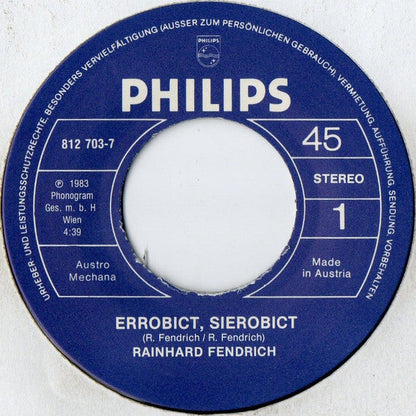 URHEBER- UND LEISTUNGSSCHUTZRECHTE, BESONDERS VERVIELFÄLTIGUNG (AUSSER ZUM PERSÖNLICHEN GEBRAUCH), VERMIETUNG, AUFFÜHRUNG, SENDUNG, VORBEHALTEN
PHILIPS
PHILIPS
812 703-7
45
STEREO
℗ 1983
Phonogram
Ges. m. b. H
Wien
4:39
1
Austro
Mechana
Made
in Austria
ERROBICT, SIEROBICT
(R. Fendrich / R. Fendrich)
RAINHARD FENDRICH